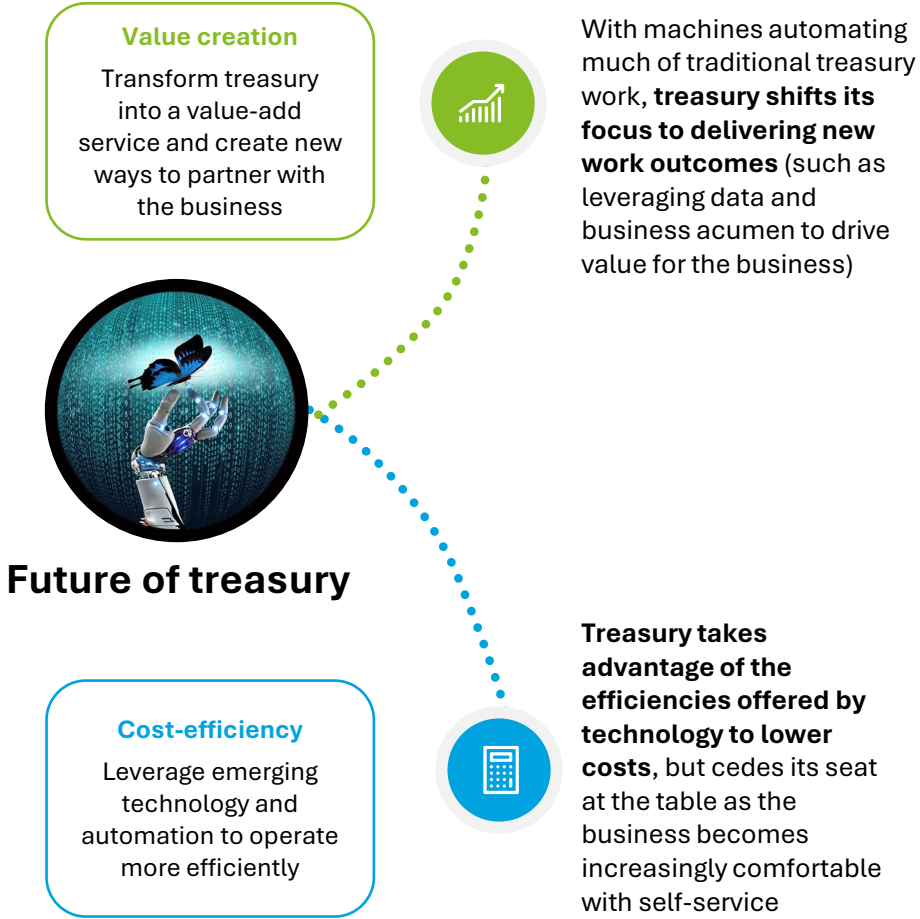 Value creation
Transform treasury
into a value-add
service and create new
ways to partner with
the business
With machines automating
much of traditional treasury
work, treasury shifts its
focus to delivering new
work outcomes (such as
leveraging data and
business acumen to drive
value for the business)
Future of treasury
Cost-efficiency
Leverage emerging
technology and
automation to operate
more efficiently
Treasury takes
advantage of the
efficiencies offered by
technology to lower
costs, but cedes its seat
at the table as the
business becomes
increasingly comfortable
with self-service